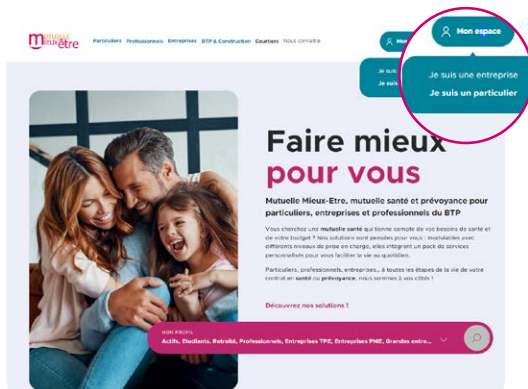 MUTUELLE
mieux-être
Particuliers Professionnels Entreprises BTP & Construction Courtiers Nous connaître
Mon espace
Je suis une entreprise
Je suis un particulier
Faire mieux
pour vous
Mutuelle Mieux-Etre, mutuelle santé et prévoyance pour
particuliers, entreprises et professionnels du BTP
Vous cherchez une mutuelle santé qui tienne compte de vos besoins de santé et
de votre budget ? Nos solutions sont pensées pour vous : modulables avec
différents niveaux de prise en charge, elles intègrent un pack de services
personnalisés pour vous faciliter la vie au quotidien.
Particuliers, professionnels, entreprises… à toutes les étapes de la vie de votre
contrat en santé ou prévoyance, nous sommes à vos côtés !
Découvrez nos solutions !
MON PROFIL
Actifs, Etudiants, Retraité, Professionnels, Entreprises TPE, Entreprises PME, Grandes entre...